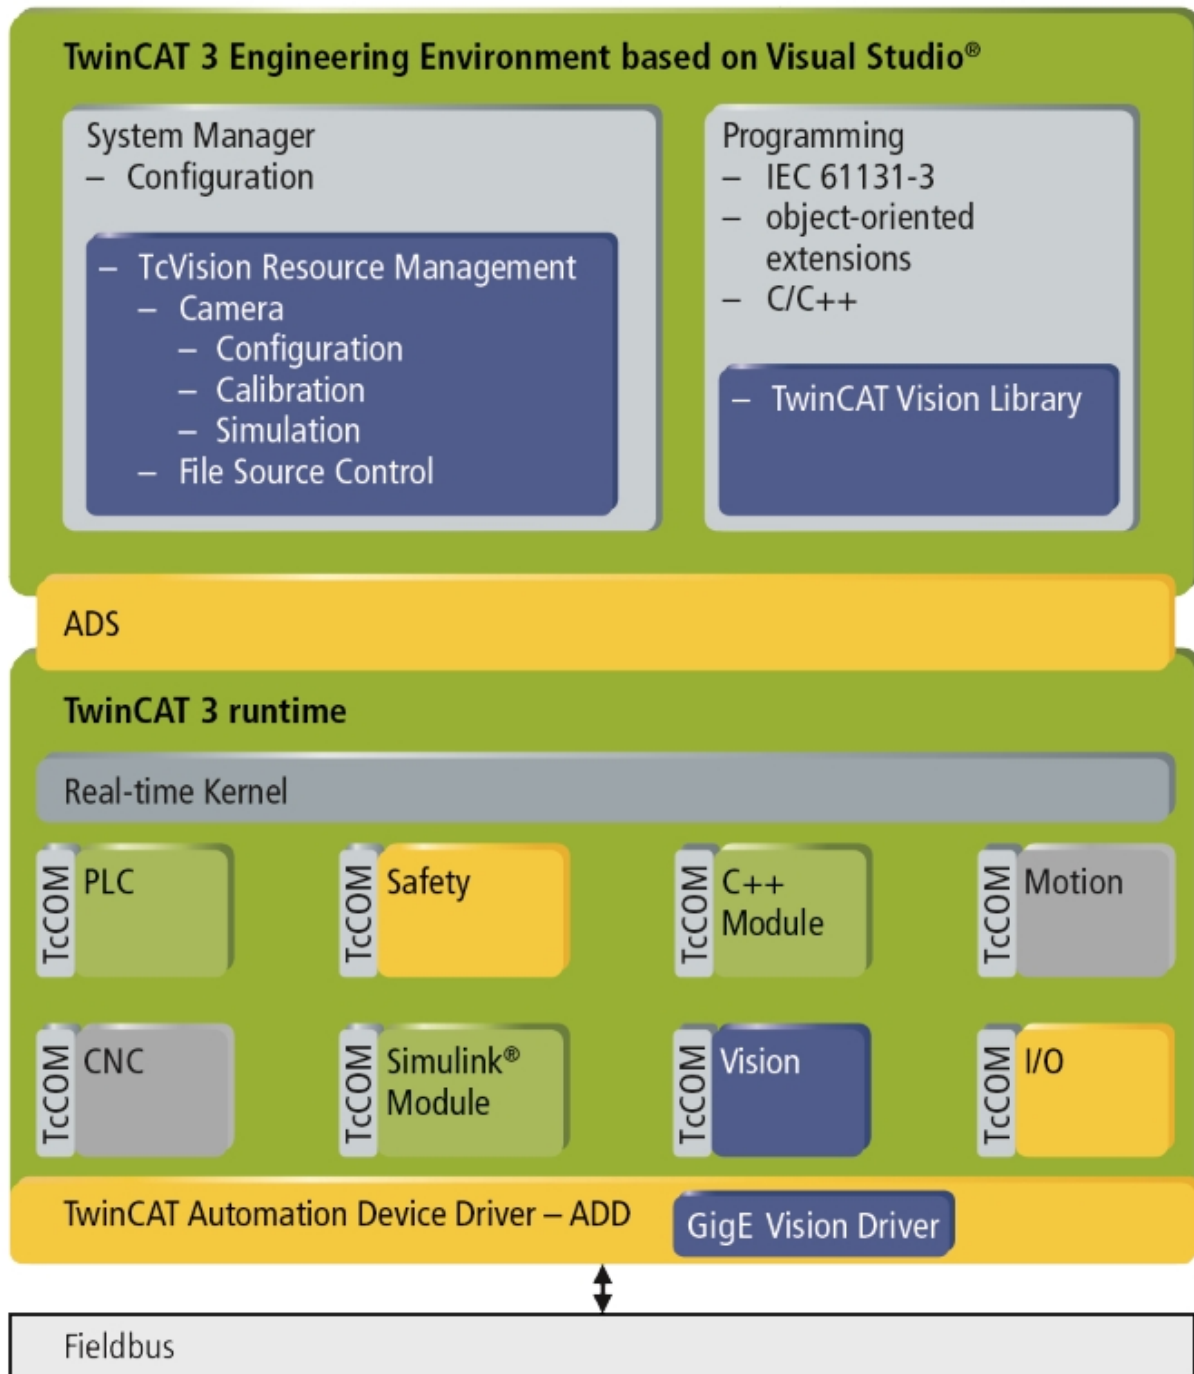 TwinCAT 3 Engineering Environment based on Visual Studio®
System Manager
– Configuration
– TcVision Resource Management
– Camera
– Configuration
– Calibration
– Simulation
– File Source Control
Programming
– IEC 61131-3
– object-oriented
extensions
– C/C++
– TwinCAT Vision Library
ADS
TwinCAT 3 runtime
Real-time Kernel
TcCOM
PLC
TcCOM
Safety
TcCOM
C++
Module
TcCOM
Motion
TcCOM
CNC
TcCOM
Simulink®
Module
TcCOM
Vision
TcCOM
I/O
TwinCAT Automation Device Driver – ADD
GigE Vision Driver
Fieldbus